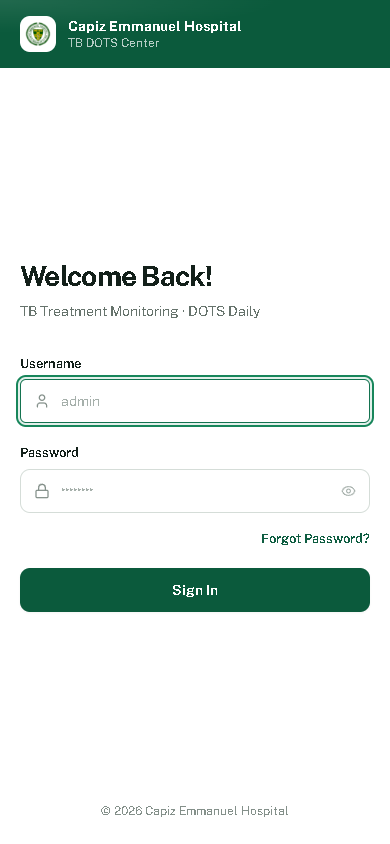 Capiz Emmanuel Hospital
TB DOTS Center
Welcome Back!
TB Treatment Monitoring · DOTS Daily
Username
admin
Password
••••••••
Forgot Password?
Sign In
© 2026 Capiz Emmanuel Hospital